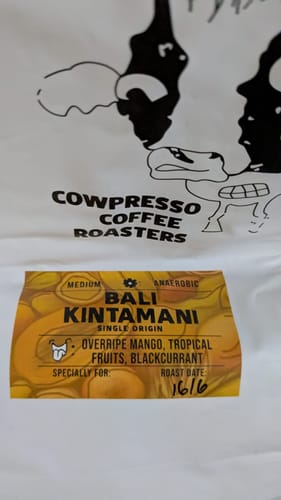 COWPRESSO
COFFEE
ROASTERS
MEDIUM ANAEROBIC
BALI
KINTAMANI
SINGLE ORIGIN
OVERRIPE MANGO, TROPICAL
FRUITS, BLACKCURRANT
SPECIALLY FOR: ROAST DATE:
16/6